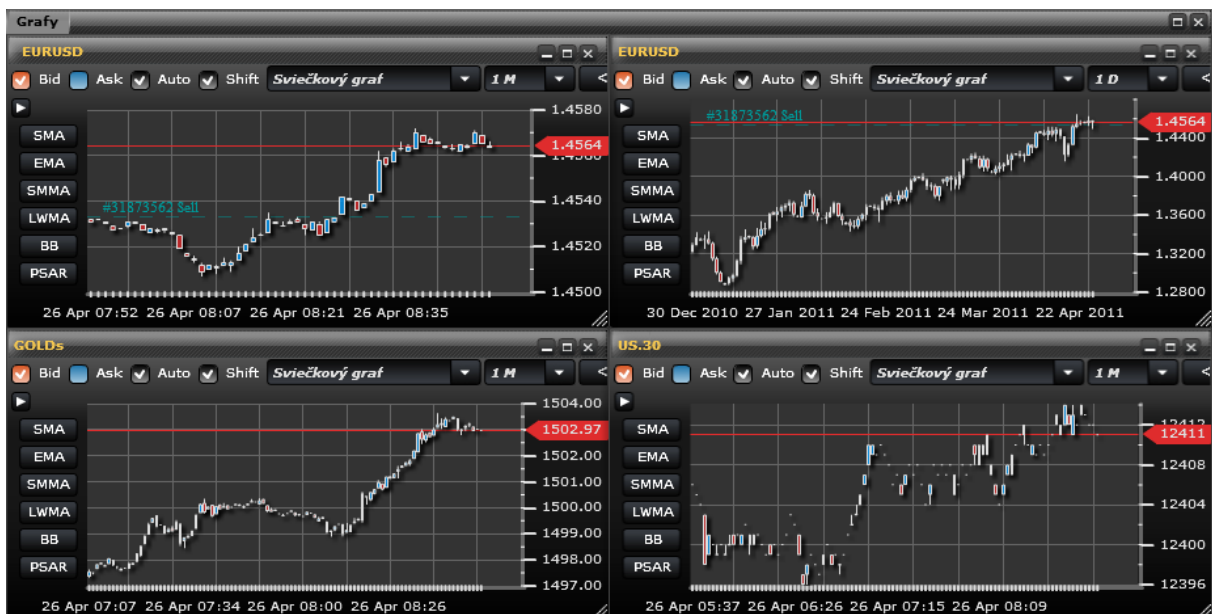 Grafy
EURUSD
Bid Ask Auto Shift Sviečkový graf 1 M <
SMA
EMA
SMMA
LWMA
BB
PSAR
#31873562 Sell
1.4580
1.4564
1.4560
1.4540
1.4520
1.4500
26 Apr 07:52 26 Apr 08:07 26 Apr 08:21 26 Apr 08:35
EURUSD
Bid Ask Auto Shift Sviečkový graf 1 D <
SMA
EMA
SMMA
LWMA
BB
PSAR
#31873562 Sell
1.4564
1.4400
1.4000
1.3600
1.3200
1.2800
30 Dec 2010 27 Jan 2011 24 Feb 2011 24 Mar 2011 22 Apr 2011
GOLDs
Bid Ask Auto Shift Sviečkový graf 1 M <
SMA
EMA
SMMA
LWMA
BB
PSAR
1504.00
1502.97
1502.00
1500.00
1499.00
1498.00
1497.00
26 Apr 07:07 26 Apr 07:34 26 Apr 08:00 26 Apr 08:26
US.30
Bid Ask Auto Shift Sviečkový graf 1 M <
SMA
EMA
SMMA
LWMA
BB
PSAR
12412
12411
12408
12404
12400
12396
26 Apr 05:37 26 Apr 06:26 26 Apr 07:15 26 Apr 08:09